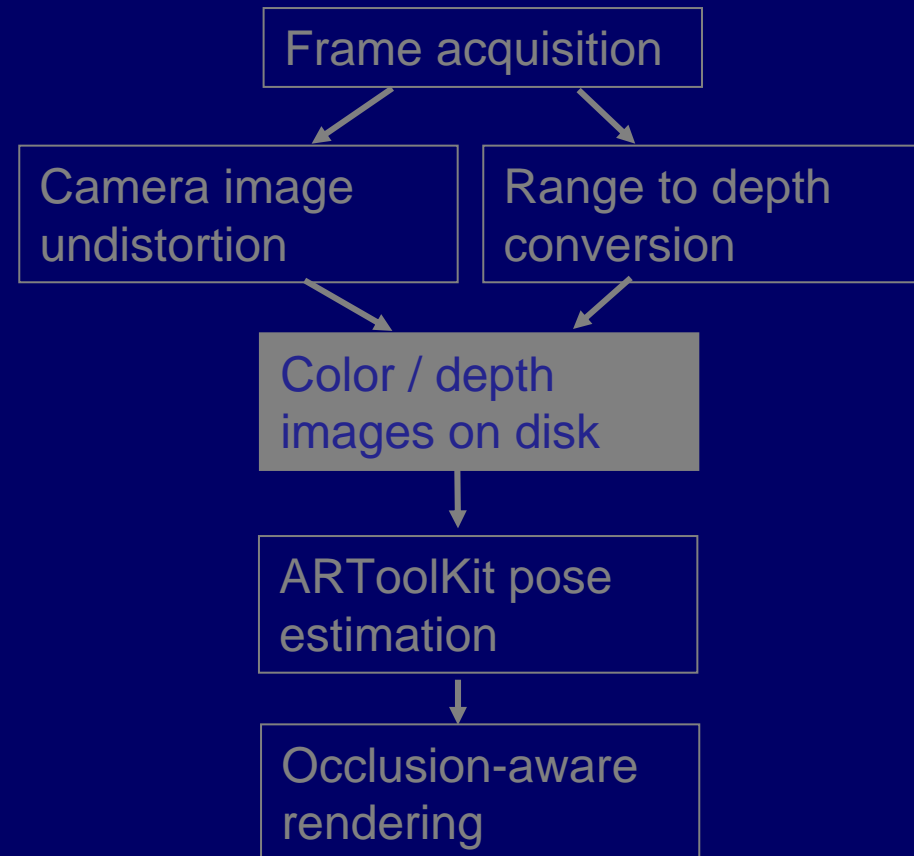 Frame acquisition
Camera image
undistortion
Range to depth
conversion
Color / depth
images on disk
ARToolKit pose
estimation
Occlusion-aware
rendering